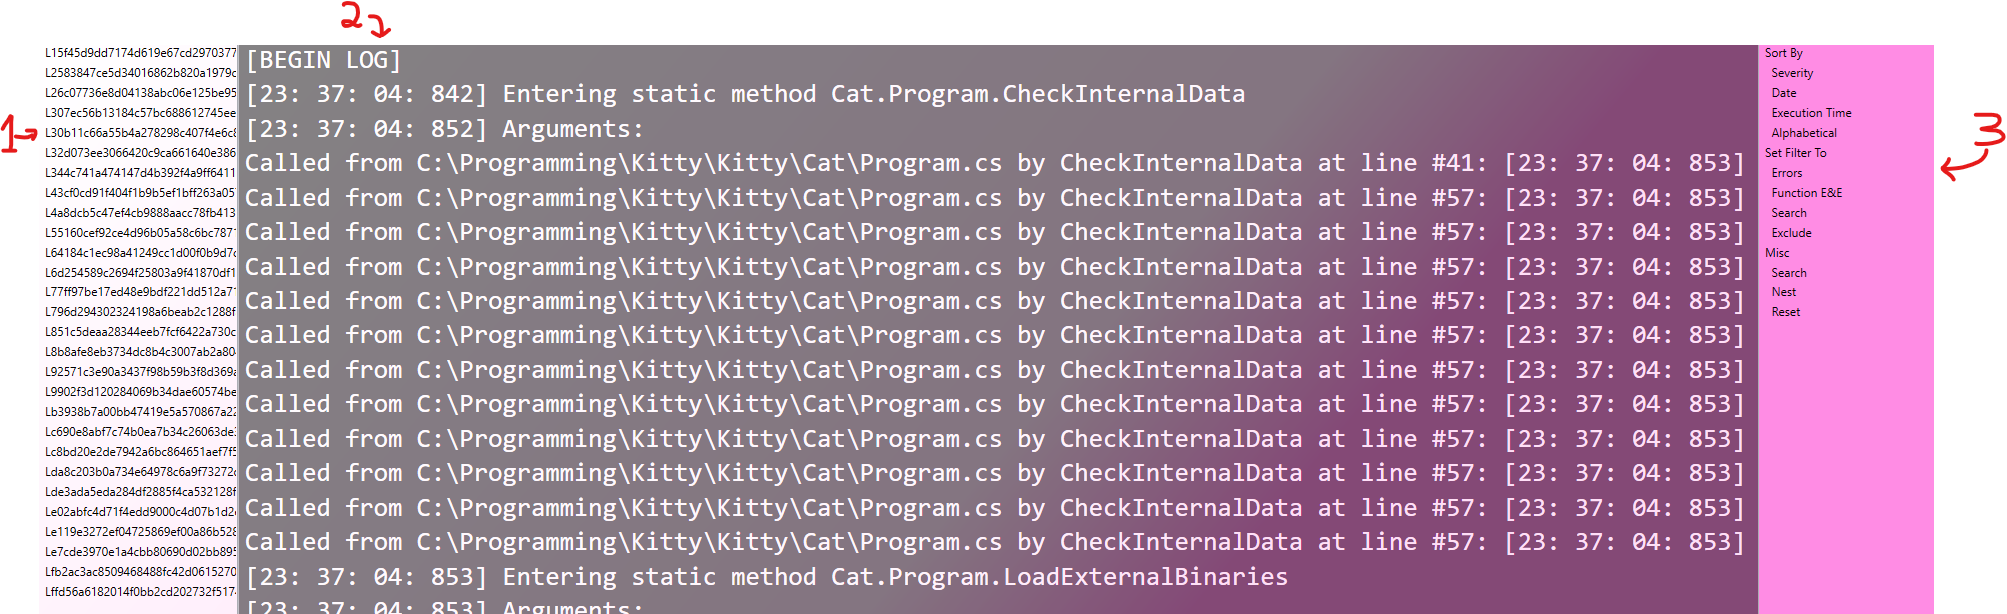 2
L15f45d9dd7174d619e67cd2970377
L2583847ce5d34016862b820a1979c
L26c07736e8d04138abc06e125be95
L307ec56b13184c57bc688612745ee
1
L30b11c66a55b4a278298c407f4e6c8
L32d073ee3066420c9ca661640e386
L344c741a474147d4b392f4a9ff6411
L43cf0cd91f404f1b9b5ef1bff263a05
L4a8dcb5c47ef4cb9888aacc78fb413
L55160cef92ce4d96b05a58c6bc787
L64184c1ec98a41249cc1d00f0b9d7
L6d254589c2694f25803a9f41870df1
L77ff97be17ed48e9bdf221dd512a7
L796d294302324198a6beab2c1288f
L851c5deaa28344eeb7fcf6422a730c
L8b8afe8eb3734dc8b4c3007ab2a80
L92571c3e90a3437f98b59b3f8d369
L9902f3d120284069b34dae60574be
Lb3938b7a00bb47419e5a570867a22
Lc690e8abf7c74b0ea7b34c26063de
Lc8bd20e2de7942a6bc864651aef7f5
Lda8c203b0a734e64978c6a9f73272
Lde3ada5eda284df2885f4ca532128f
Le02abfc4d71f4edd9000c4d07b1d2
Le119e3272ef04725869ef00a86b528
Le7cde3970e1a4cbb80690d02bb895
Lfb2ac3ac8509468488fc42d0615270
Lffd56a6182014f0bb2cd202732f517
[BEGIN LOG]
[23: 37: 04: 842] Entering static method Cat.Program.CheckInternalData
[23: 37: 04: 852] Arguments:
Called from C:\Programming\Kitty\Kitty\Cat\Program.cs by CheckInternalData at line #41: [23: 37: 04: 853]
Called from C:\Programming\Kitty\Kitty\Cat\Program.cs by CheckInternalData at line #57: [23: 37: 04: 853]
Called from C:\Programming\Kitty\Kitty\Cat\Program.cs by CheckInternalData at line #57: [23: 37: 04: 853]
Called from C:\Programming\Kitty\Kitty\Cat\Program.cs by CheckInternalData at line #57: [23: 37: 04: 853]
Called from C:\Programming\Kitty\Kitty\Cat\Program.cs by CheckInternalData at line #57: [23: 37: 04: 853]
Called from C:\Programming\Kitty\Kitty\Cat\Program.cs by CheckInternalData at line #57: [23: 37: 04: 853]
Called from C:\Programming\Kitty\Kitty\Cat\Program.cs by CheckInternalData at line #57: [23: 37: 04: 853]
Called from C:\Programming\Kitty\Kitty\Cat\Program.cs by CheckInternalData at line #57: [23: 37: 04: 853]
Called from C:\Programming\Kitty\Kitty\Cat\Program.cs by CheckInternalData at line #57: [23: 37: 04: 853]
Called from C:\Programming\Kitty\Kitty\Cat\Program.cs by CheckInternalData at line #57: [23: 37: 04: 853]
Called from C:\Programming\Kitty\Kitty\Cat\Program.cs by CheckInternalData at line #57: [23: 37: 04: 853]
Called from C:\Programming\Kitty\Kitty\Cat\Program.cs by CheckInternalData at line #57: [23: 37: 04: 853]
[23: 37: 04: 853] Entering static method Cat.Program.LoadExternalBinaries
[23: 37: 04: 853] Arguments:
Sort By
Severity
Date
Execution Time
Alphabetical
Set Filter To
Errors
Function E&E
Search
Exclude
Misc
Search
Nest
Reset
3